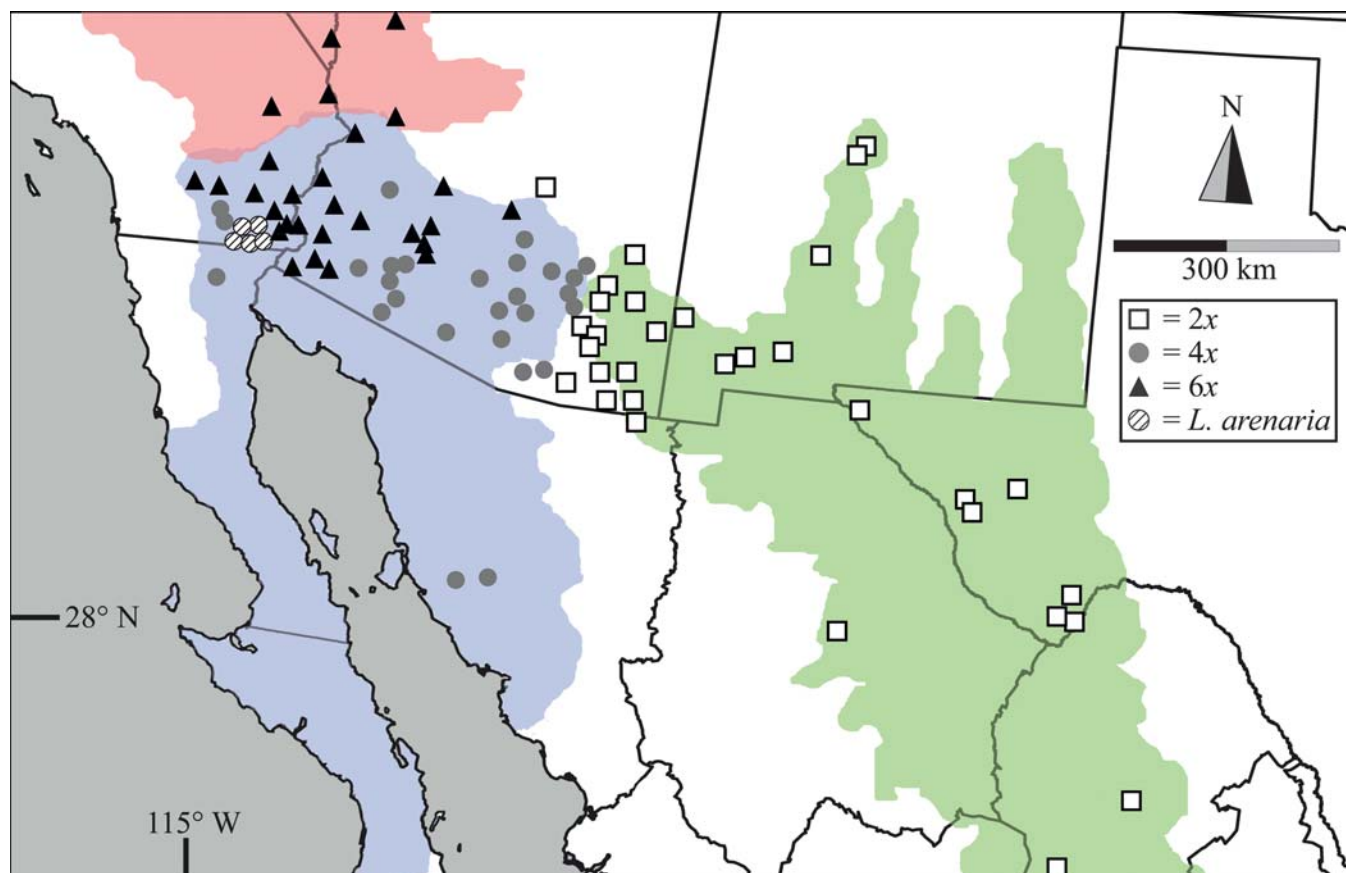 N
300 km
= 2x
= 4x
= 6x
= L. arenaria
28° N
115° W